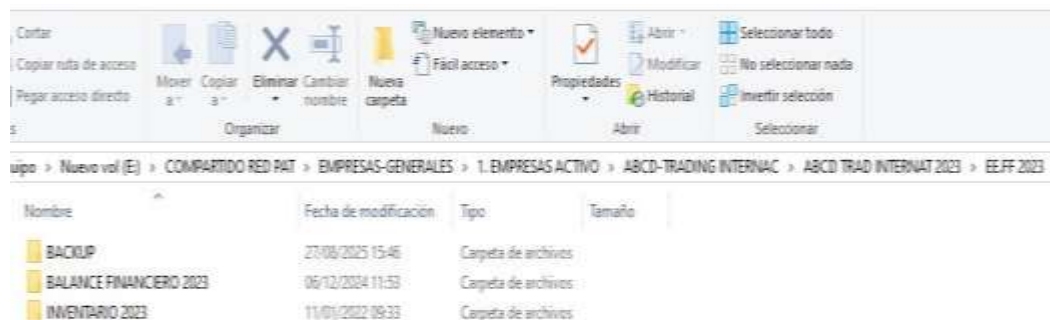 Cortar
Copiar ruta de acceso
Pegar acceso directo
Mover a
Copiar a
Eliminar
Cambiar nombre
Organizar
Nueva carpeta
Nuevo elemento
Fácil acceso
Nuevo
Propiedades
Abrir
Modificar
Historial
Abrir
Seleccionar todo
No seleccionar nada
Invertir selección
Seleccionar
uipo > Nuevo vol (E:) > COMPARTIDO RED PAT > EMPRESAS-GENERALES > 1. EMPRESAS ACTIVO > ABCD-TRADING INTERNAC > ABCD TRAD INTERNAT 2023 > EE.FF 2023
Nombre Fecha de modificación Tipo Tamaño
BACKUP 27/08/2025 15:46 Carpeta de archivos
BALANCE FINANCIERO 2023 06/12/2024 11:53 Carpeta de archivos
INVENTARIO 2023 11/01/2022 09:33 Carpeta de archivos